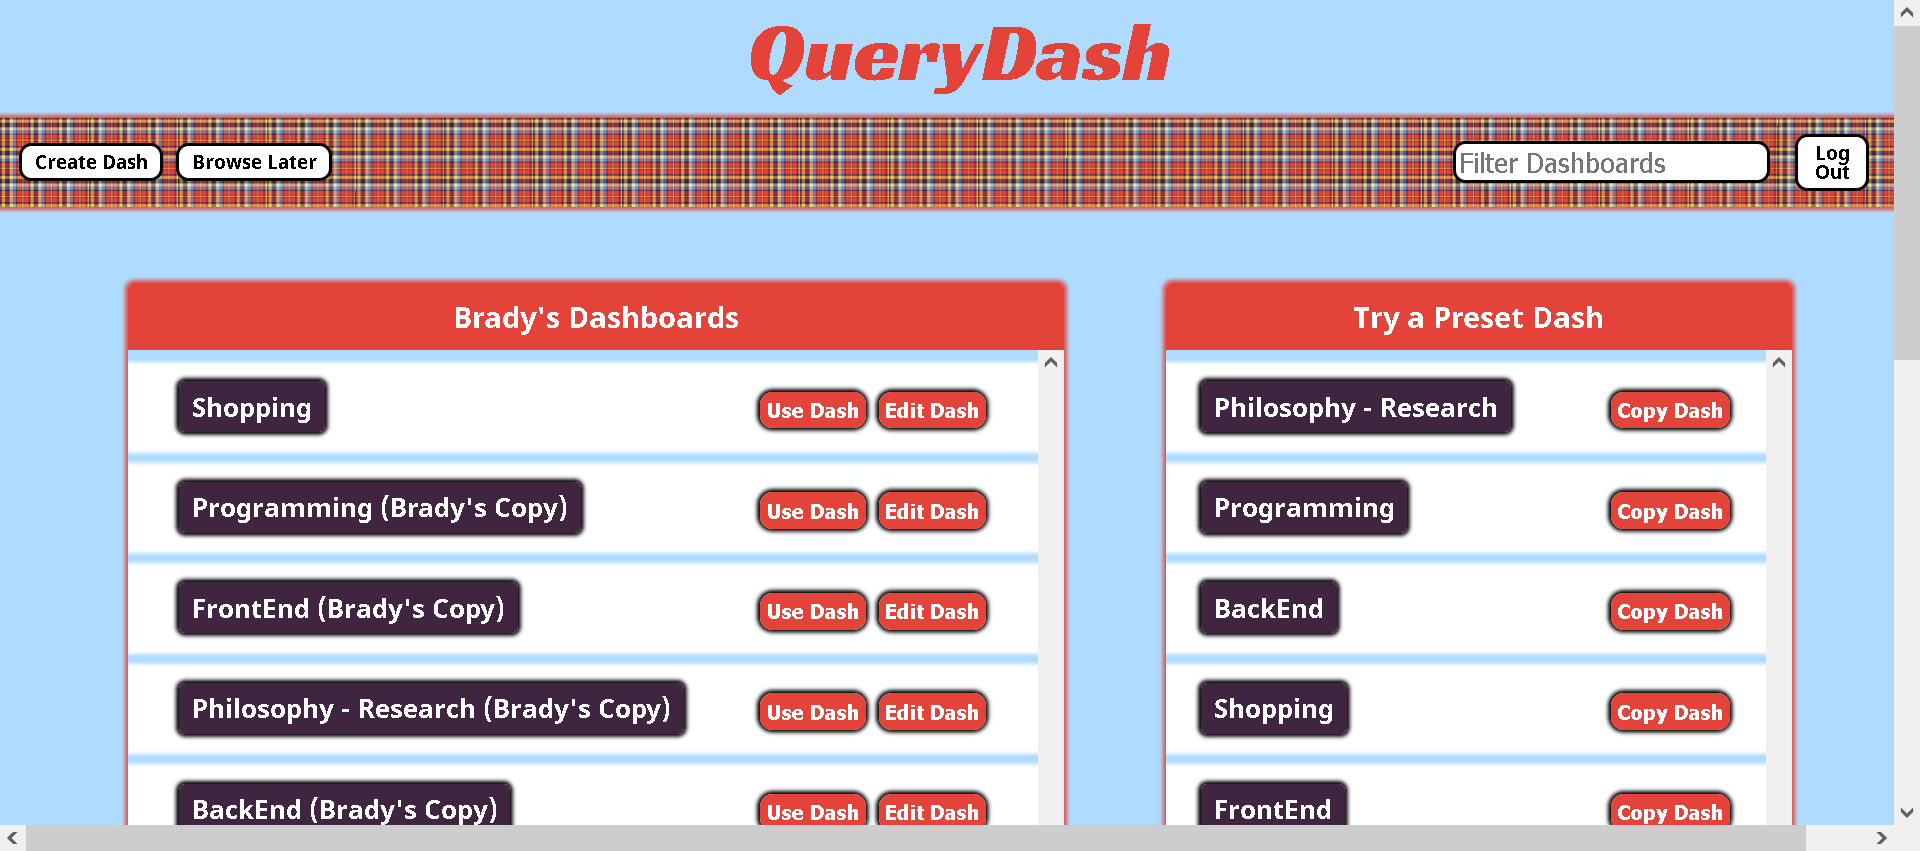 QueryDash
Create Dash
Browse Later
Filter Dashboards
Log
Out
Brady's Dashboards
Shopping
Use Dash
Edit Dash
Programming (Brady's Copy)
Use Dash
Edit Dash
FrontEnd (Brady's Copy)
Use Dash
Edit Dash
Philosophy - Research (Brady's Copy)
Use Dash
Edit Dash
BackEnd (Brady's Copy)
Use Dash
Edit Dash
Try a Preset Dash
Philosophy - Research
Copy Dash
Programming
Copy Dash
BackEnd
Copy Dash
Shopping
Copy Dash
FrontEnd
Copy Dash